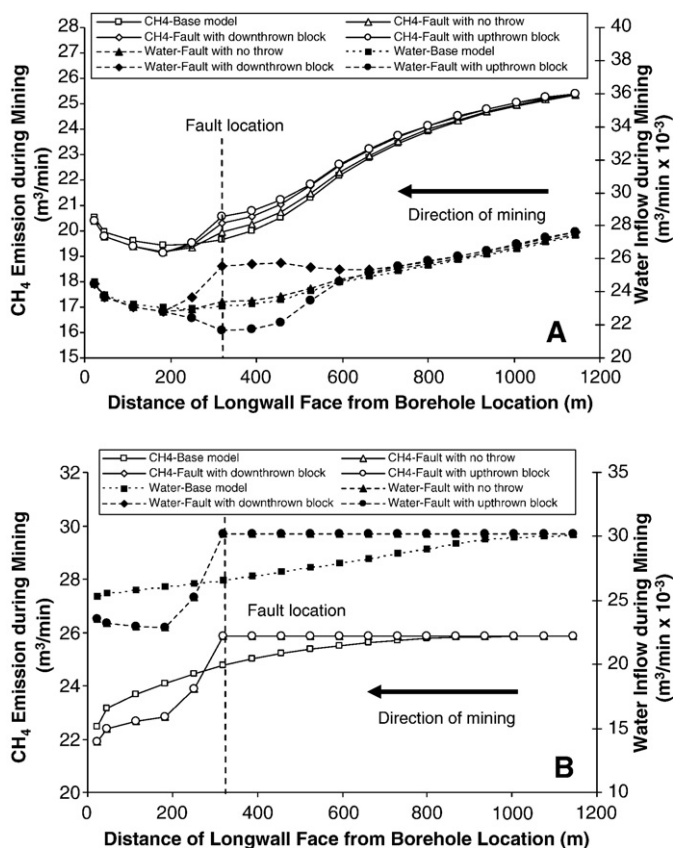 CH4-Base model CH4-Fault with no throw
CH4-Fault with downthrown block CH4-Fault with upthrown block
Water-Fault with no throw Water-Base model
Water-Fault with downthrown block Water-Fault with upthrown block
28
27
26
25
24
23
22
21
20
19
18
17
16
15
CH4 Emission during Mining
(m³/min)
Fault location
Direction of mining
A
40
38
36
34
32
30
28
26
24
22
20
Water Inflow during Mining
(m³/min x 10⁻³)
0 200 400 600 800 1000 1200
Distance of Longwall Face from Borehole Location (m)
CH4-Base model CH4-Fault with no throw
CH4-Fault with downthrown block CH4-Fault with upthrown block
Water-Base model Water-Fault with no throw
Water-Fault with downthrown block Water-Fault with upthrown block
32
30
28
26
24
22
20
CH4 Emission during Mining
(m³/min)
Fault location
Direction of mining
B
35
30
25
20
15
10
Water Inflow during Mining
(m³/min x 10⁻³)
0 200 400 600 800 1000 1200
Distance of Longwall Face from Borehole Location (m)